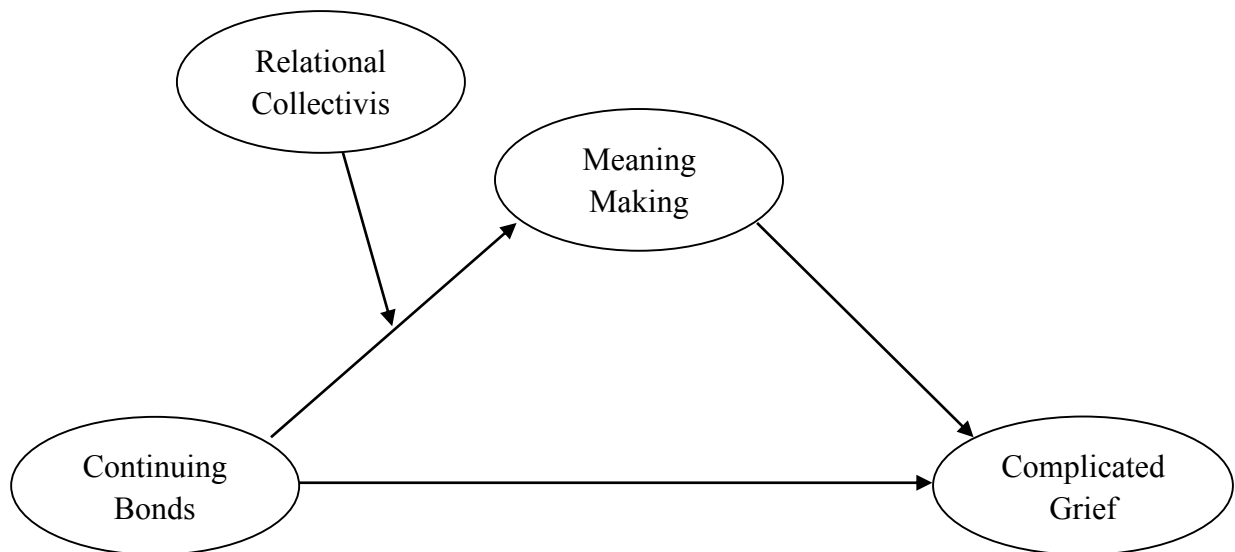 Relational
Collectivis
Meaning
Making
Continuing
Bonds
Complicated
Grief